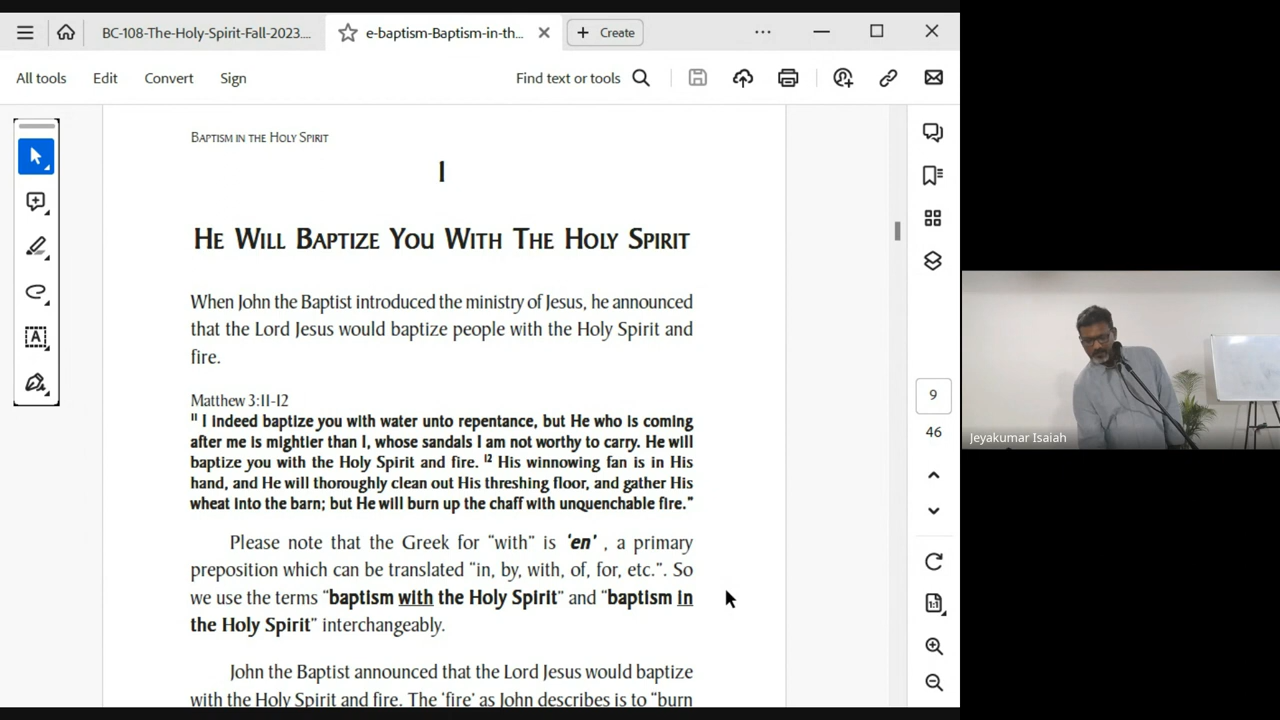 BC-108-The-Holy-Spirit-Fall-2023....
e-baptism-Baptism-in-th...
Create
All tools
Edit
Convert
Sign
Find text or tools
BAPTISM IN THE HOLY SPIRIT
1
HE WILL BAPTIZE YOU WITH THE HOLY SPIRIT
When John the Baptist introduced the ministry of Jesus, he announced
that the Lord Jesus would baptize people with the Holy Spirit and
fire.
Matthew 3:11-12
11 I indeed baptize you with water unto repentance, but He who is coming
after me is mightier than I, whose sandals I am not worthy to carry. He will
baptize you with the Holy Spirit and fire. 12 His winnowing fan is in His
hand, and He will thoroughly clean out His threshing floor, and gather His
wheat into the barn; but He will burn up the chaff with unquenchable fire."
Please note that the Greek for "with" is 'en' , a primary
preposition which can be translated "in, by, with, of, for, etc.". So
we use the terms "baptism with the Holy Spirit" and "baptism in
the Holy Spirit" interchangeably.
John the Baptist announced that the Lord Jesus would baptize
with the Holy Spirit and fire. The 'fire' as John describes is to "burn
9
46
1:1
Jeyakumar Isaiah